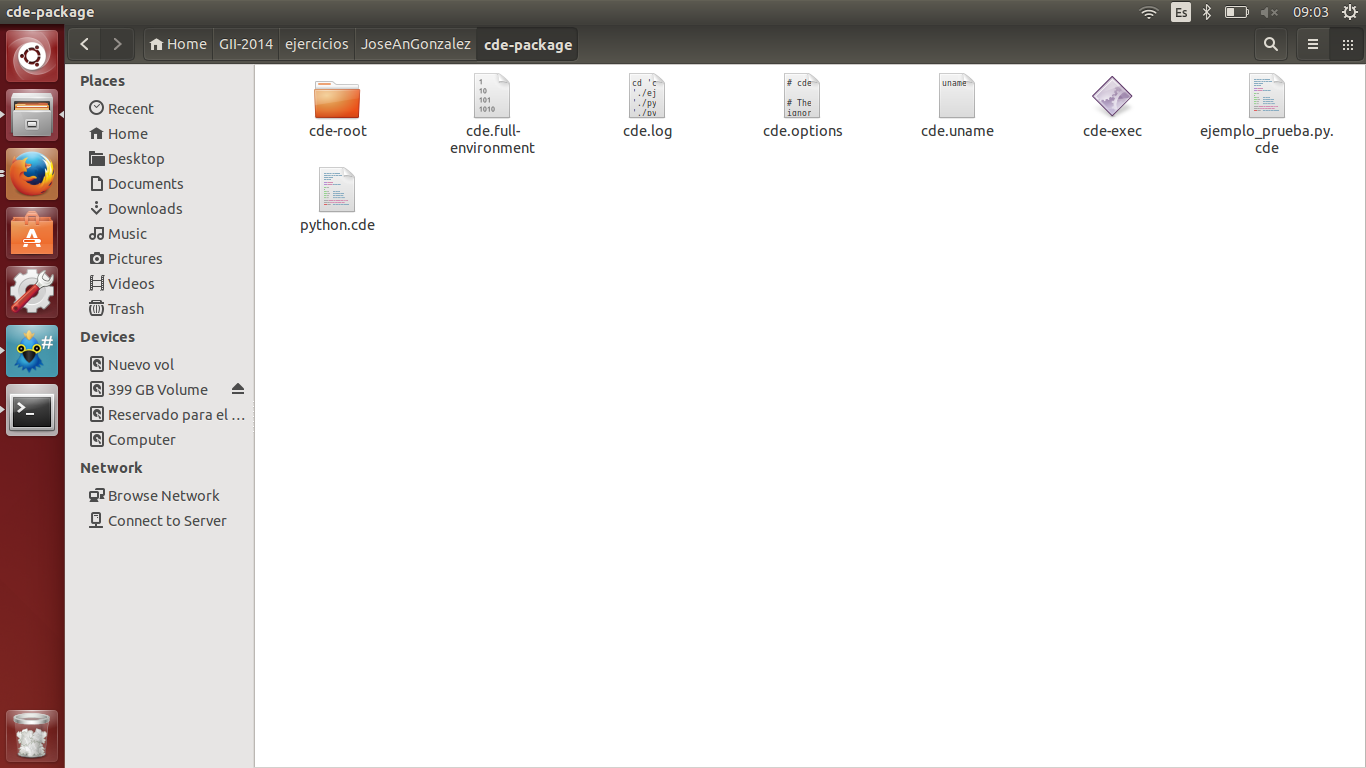 cde-package
Es
09:03
Home
GII-2014
ejercicios
JoseAnGonzalez
cde-package
Places
Recent
Home
Desktop
Documents
Downloads
Music
Pictures
Videos
Trash
Devices
Nuevo vol
399 GB Volume
Reservado para el ...
Computer
Network
Browse Network
Connect to Server
cde-root
1
10
101
1010
cde.full-
environment
cd 'c
'./ej
'./py
'./py
cde.log
# cde
# The
ignor
cde.options
uname
cde.uname
cde-exec
ejemplo_prueba.py.
cde
python.cde
#
>_